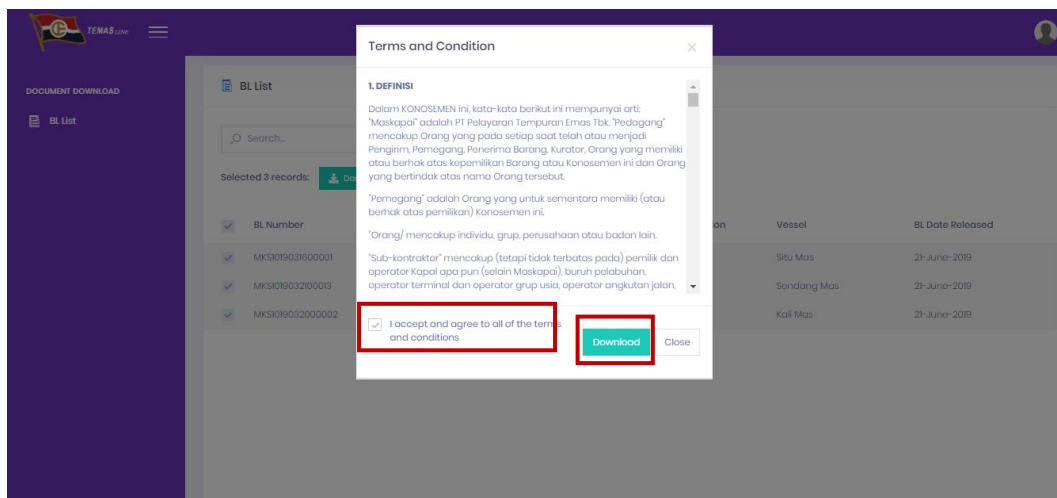 TEMAS LINE
DOCUMENT DOWNLOAD
BL List
BL List
Search...
Selected 3 records:
BL Number
Vessel
BL Date Released
MKS1019031600001
Situ Mas
21-June-2019
MKS1019032100013
Sendang Mas
21-June-2019
MKS1019032000002
Kali Mas
21-June-2019
Terms and Condition
1. DEFINISI
Dalam KONOSEMEN ini, kata-kata berikut ini mempunyai arti:
"Maskapai" adalah PT Pelayaran Tempuran Emas Tbk. "Pedagang"
mencakup Orang yang pada setiap saat telah atau menjadi
Pengirim, Pemegang, Penerima Barang, Kurator, Orang yang memiliki
atau berhak atas kepemilikan Barang atau Konosemen ini dan Orang
yang bertindak atas nama Orang tersebut.
"Pemegang" adalah Orang yang untuk sementara memiliki (atau
berhak atas pemilikan) Konosemen ini.
"Orang/ mencakup individu, grup, perusahaan atau badan lain.
"Sub-kontraktor" mencakup (tetapi tidak terbatas pada) pemilik dan
operator Kapal apa pun (selain Maskapai), buruh pelabuhan,
operator terminal dan operator grup usia, operator angkutan jalan,
I accept and agree to all of the terms
and conditions
Download
Close